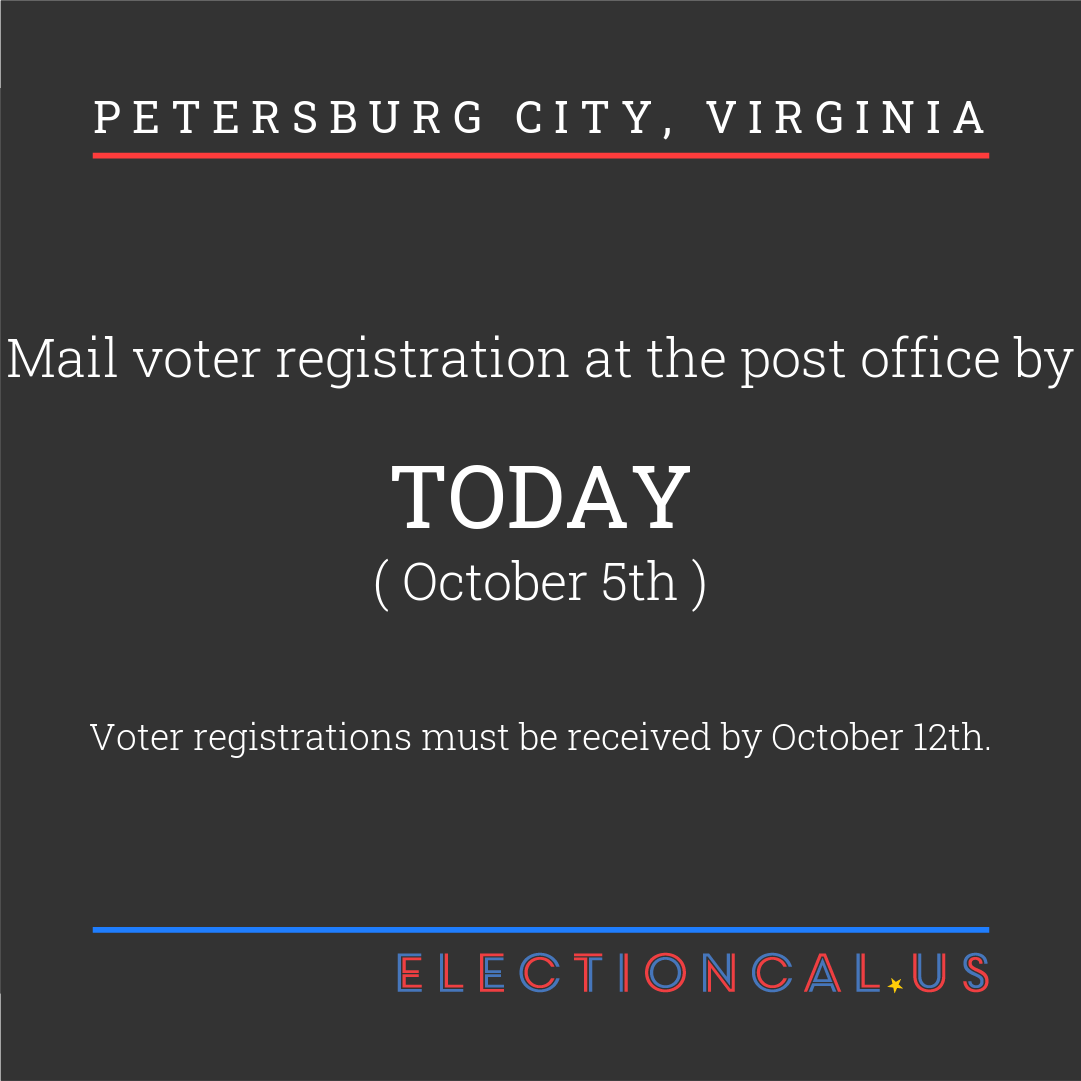 PETERSBURG CITY, VIRGINIA
Mail voter registration at the post office by
TODAY
( October 5th )
Voter registrations must be received by October 12th.
ELECTIONCAL.US